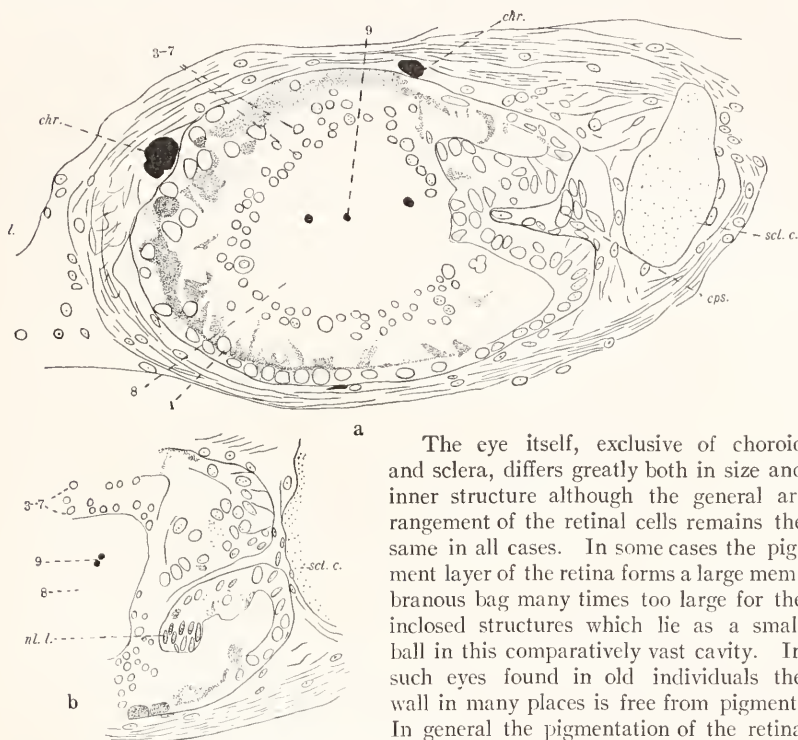 9
chr.
3-7
chr.
l.
scl. c.
cps.
8
1
a
3-7
9
8
scl. c.
nl. l.
b
The eye itself, exclusive of choroid
and sclera, differs greatly both in size and
inner structure although the general ar
rangement of the retinal cells remains the
same in all cases. In some cases the pig
ment layer of the retina forms a large mem
branous bag many times too large for the
inclosed structures which lie as a smal
ball in this comparatively vast cavity. In
such eyes found in old individuals the
wall in many places is free from pigment
In general the pigmentation of the retina